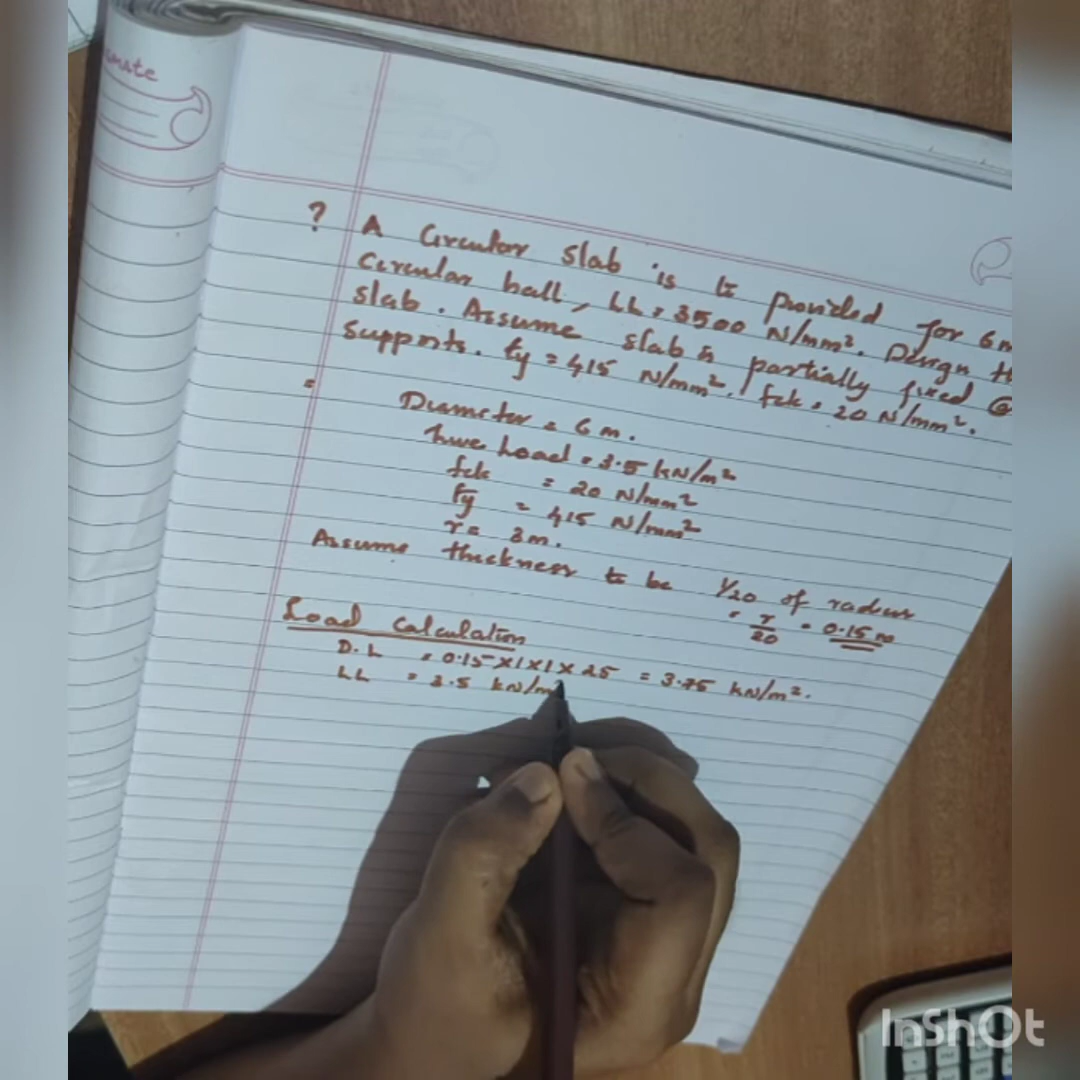 ? A Circular Slab is to provided for 6m
Circular hall, LL = 3500 N/mm². Design th
slab. Assume slab is partially fixed @
supports. fy = 415 N/mm², fck = 20 N/mm².
=
Diameter = 6 m.
Live Load = 3.5 kN/m²
fck = 20 N/mm²
fy = 415 N/mm²
r = 3m.
Assume thickness to be 1/20 of radius
= r/20 = 0.15 m
Load calculation
D.L = 0.15 × 1 × 1 × 25 = 3.75 kN/m².
LL = 3.5 kN/m
InShOt